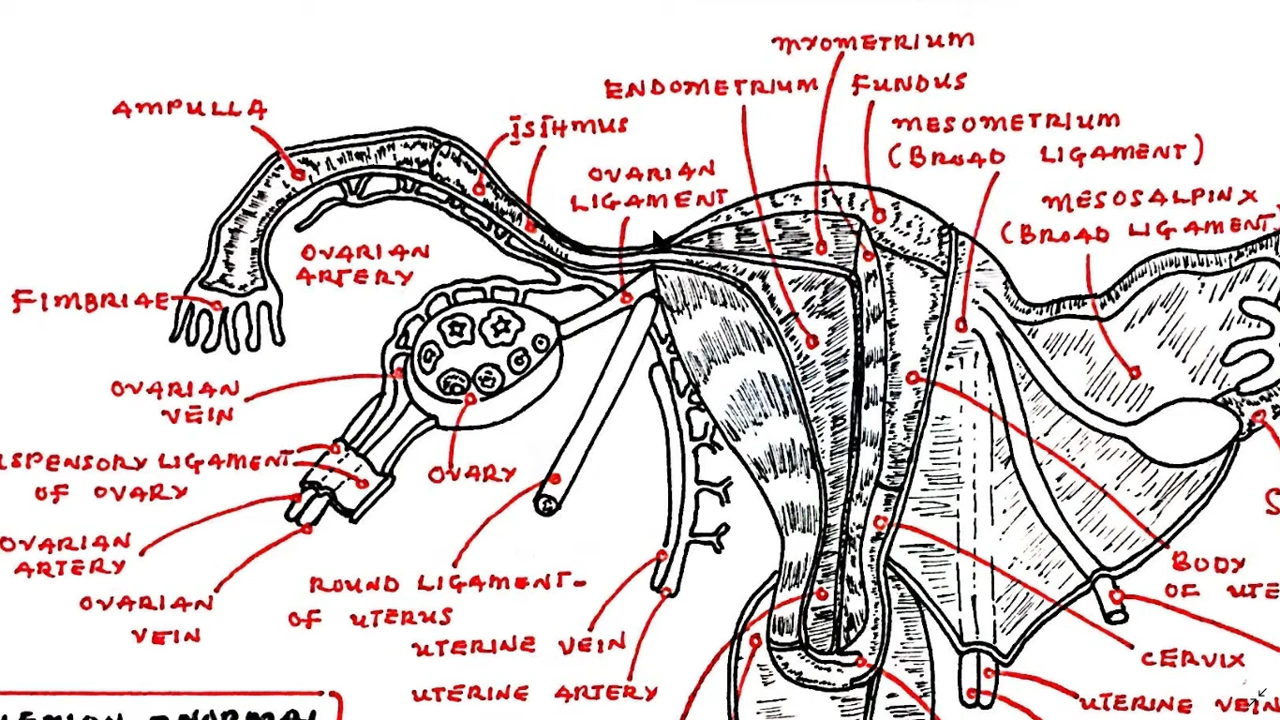 MYOMETRIUM
ENDOMETRIUM
FUNDUS
AMPULLA
ISTHMUS
MESOMETRIUM
(BROAD LIGAMENT)
OVARIAN
LIGAMENT
MESOSALPINX
(BROAD LIGAMENT
OVARIAN
ARTERY
FIMBRIAE
OVARIAN
VEIN
SPENSORY LIGAMENT
OF OVARY
OVARY
OVARIAN
ARTERY
OVARIAN
VEIN
ROUND LIGAMENT-
OF UTERUS
UTERINE VEIN
UTERINE ARTERY
BODY
OF UTE
CERVIX
UTERINE VEIN
S